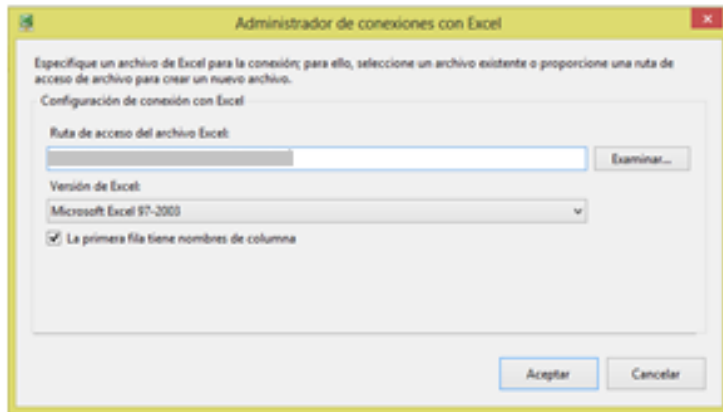 Administrador de conexiones con Excel
Especifique un archivo de Excel para la conexión; para ello, seleccione un archivo existente o proporcione una ruta de
acceso de archivo para crear un nuevo archivo.
Configuración de conexión con Excel
Ruta de acceso del archivo Excel:
Examinar...
Versión de Excel:
Microsoft Excel 97-2003
La primera fila tiene nombres de columna
Aceptar
Cancelar